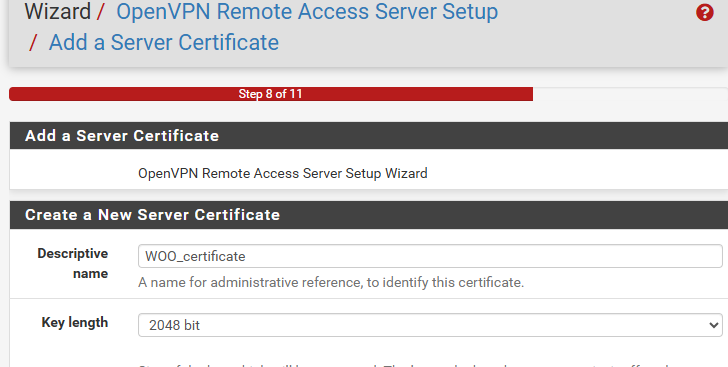 Wizard / OpenVPN Remote Access Server Setup
/ Add a Server Certificate
Step 8 of 11
Add a Server Certificate
OpenVPN Remote Access Server Setup Wizard
Create a New Server Certificate
Descriptive name
WOO_certificate
A name for administrative reference, to identify this certificate.
Key length
2048 bit